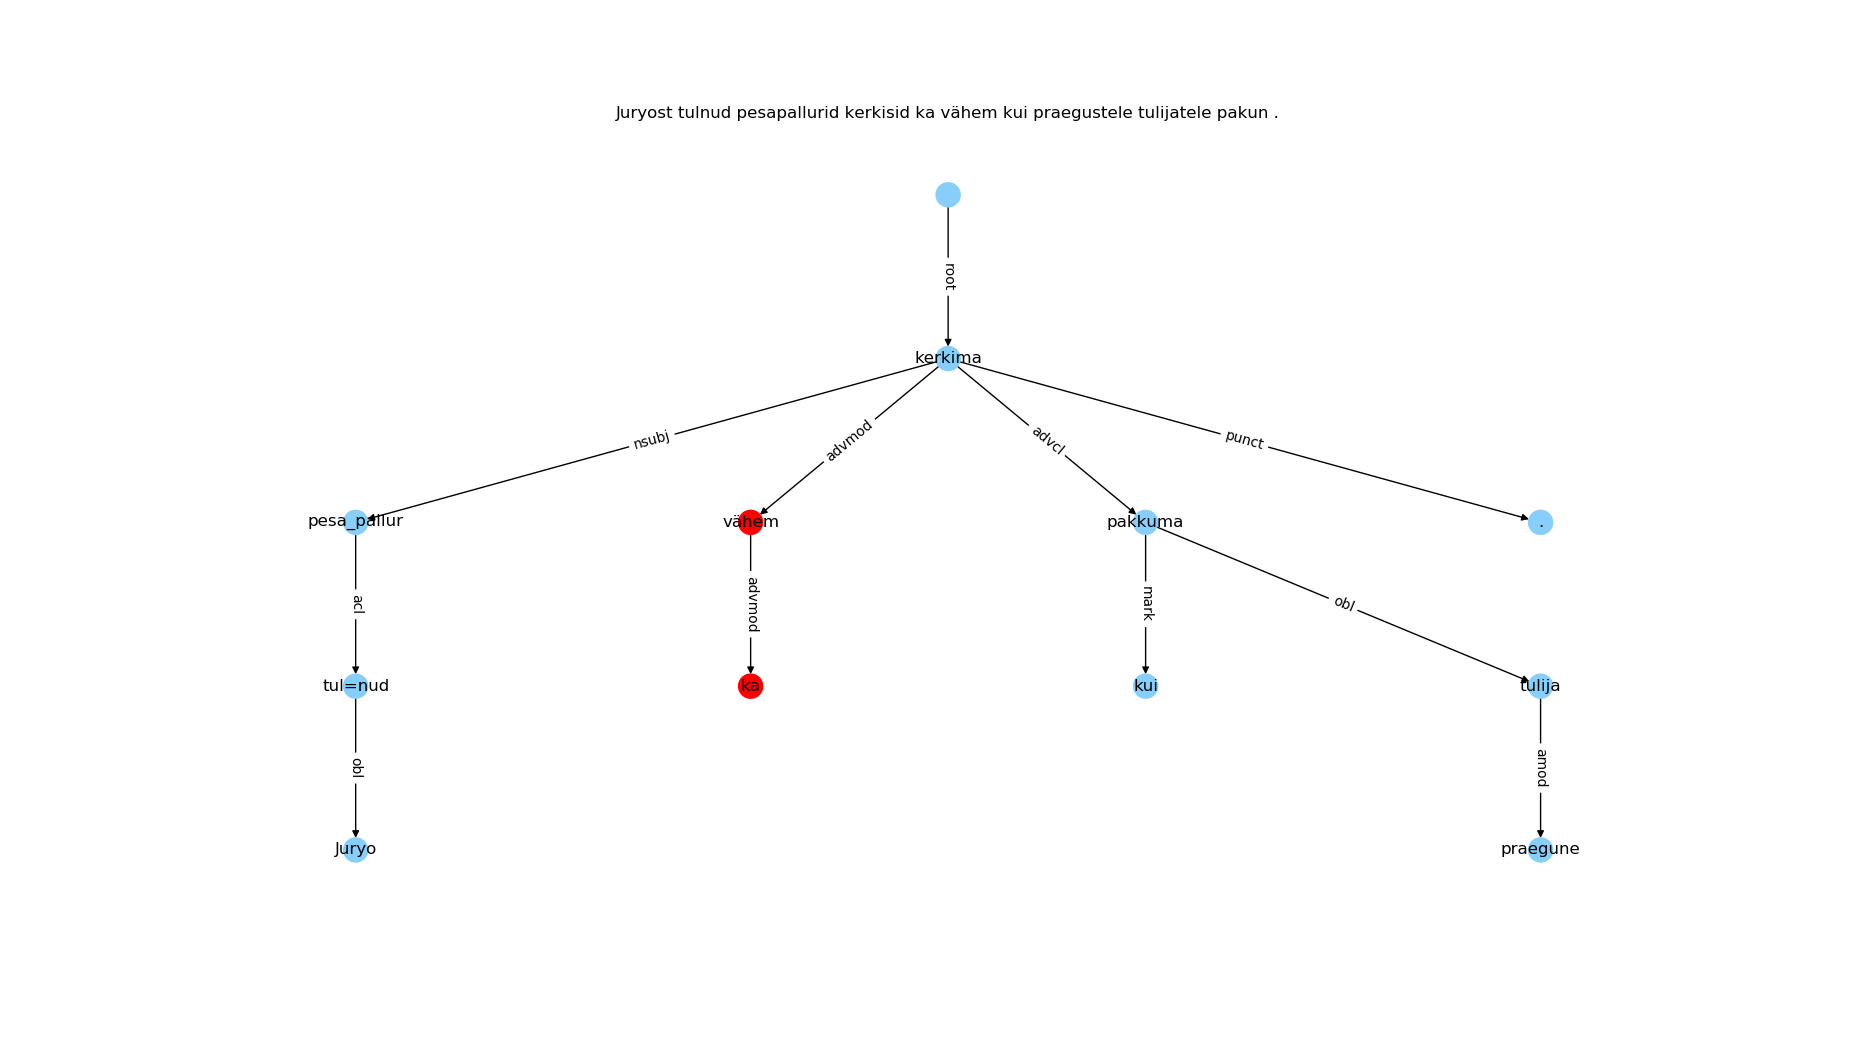 Juryost tulnud pesapallurid kerkisid ka vähem kui praegustele tulijatele pakun .
root
kerkima
nsubj
advmod
advcl
punct
pesa_pallur
vähem
pakkuma
.
acl
advmod
mark
obl
tul=nud
ka
kui
tulija
obl
amod
Juryo
praegune